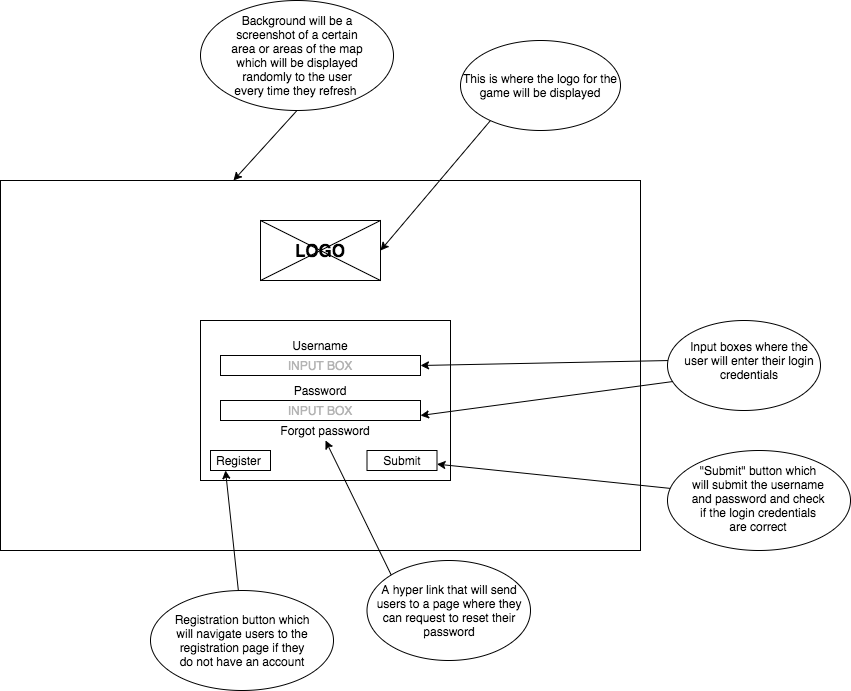 Background will be a
screenshot of a certain
area or areas of the map
which will be displayed
randomly to the user
every time they refresh
This is where the logo for the
game will be displayed
LOGO
Username
INPUT BOX
Password
INPUT BOX
Forgot password
Register
Submit
Input boxes where the
user will enter their login
credentials
"Submit" button which
will submit the username
and password and check
if the login credentials
are correct
A hyper link that will send
users to a page where they
can request to reset their
password
Registration button which
will navigate users to the
registration page if they
do not have an account